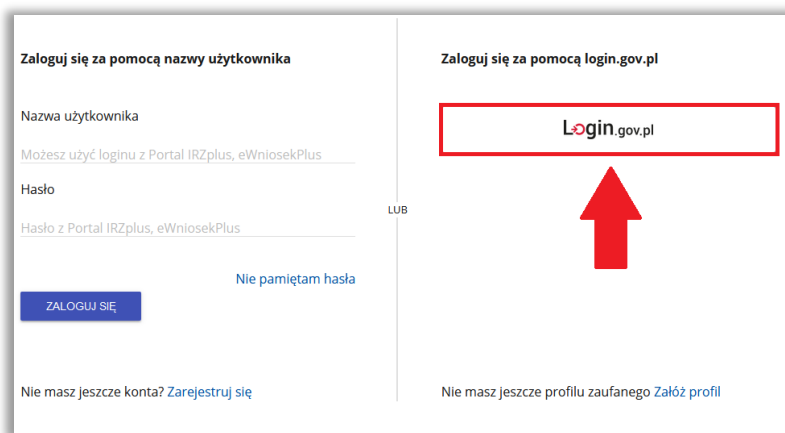 Zaloguj się za pomocą nazwy użytkownika
Nazwa użytkownika
Możesz użyć loginu z Portal IRZplus, eWniosekPlus
Hasło
Hasło z Portal IRZplus, eWniosekPlus
Nie pamiętam hasła
ZALOGUJ SIĘ
Nie masz jeszcze konta? Zarejestruj się
LUB
Zaloguj się za pomocą login.gov.pl
Login.gov.pl
Nie masz jeszcze profilu zaufanego Załóż profil